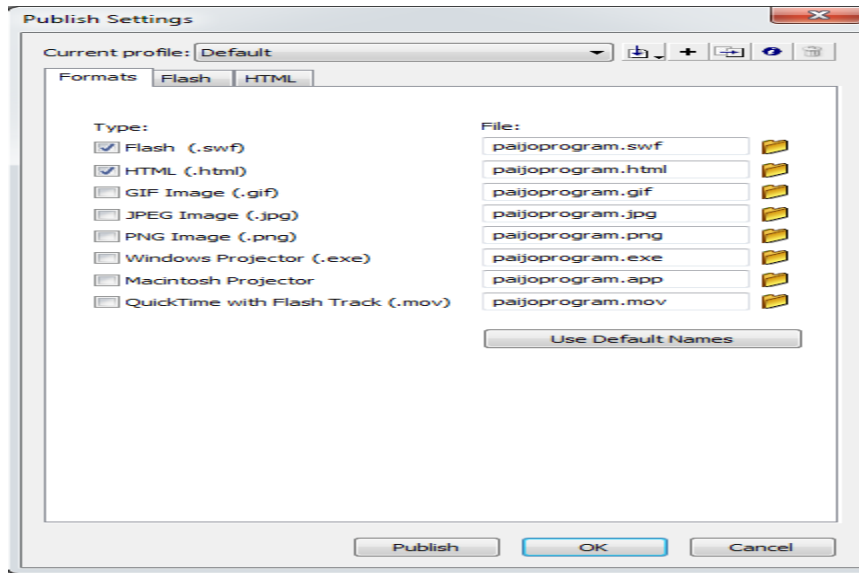 Publish Settings
Current profile: Default
Formats Flash HTML
Type: File:
Flash (.swf) paijoprogram.swf
HTML (.html) paijoprogram.html
GIF Image (.gif) paijoprogram.gif
JPEG Image (.jpg) paijoprogram.jpg
PNG Image (.png) paijoprogram.png
Windows Projector (.exe) paijoprogram.exe
Macintosh Projector paijoprogram.app
QuickTime with Flash Track (.mov) paijoprogram.mov
Use Default Names
Publish OK Cancel